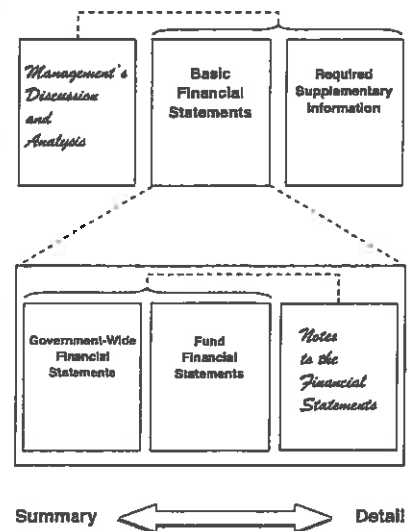 Management's
Discussion
and
Analysis
Basic
Financial
Statements
Required
Supplementary
Information
Government-Wide
Financial
Statements
Fund
Financial
Statements
Notes
to the
Financial
Statements
Summary
Detail